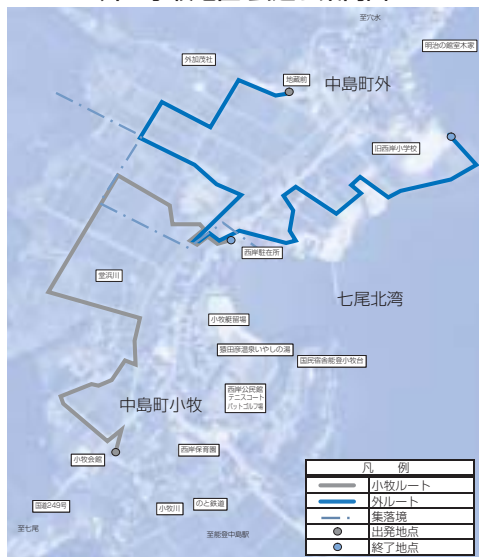 至穴水
明治の館室木家
外加茂社
地蔵前
中島町外
旧西岸小学校
西岸駐在所
堂浜川
七尾北湾
小牧艇留場
猿田彦温泉いやしの湯
国民宿舎能登小牧台
西岸公民館
テニスコート
パットゴルフ場
中島町小牧
西岸保育園
小牧会館
国道249号
小牧川
のと鉄道
至七尾
至能登中島駅
凡 例
小牧ルート
外ルート
集落境
出発地点
終了地点